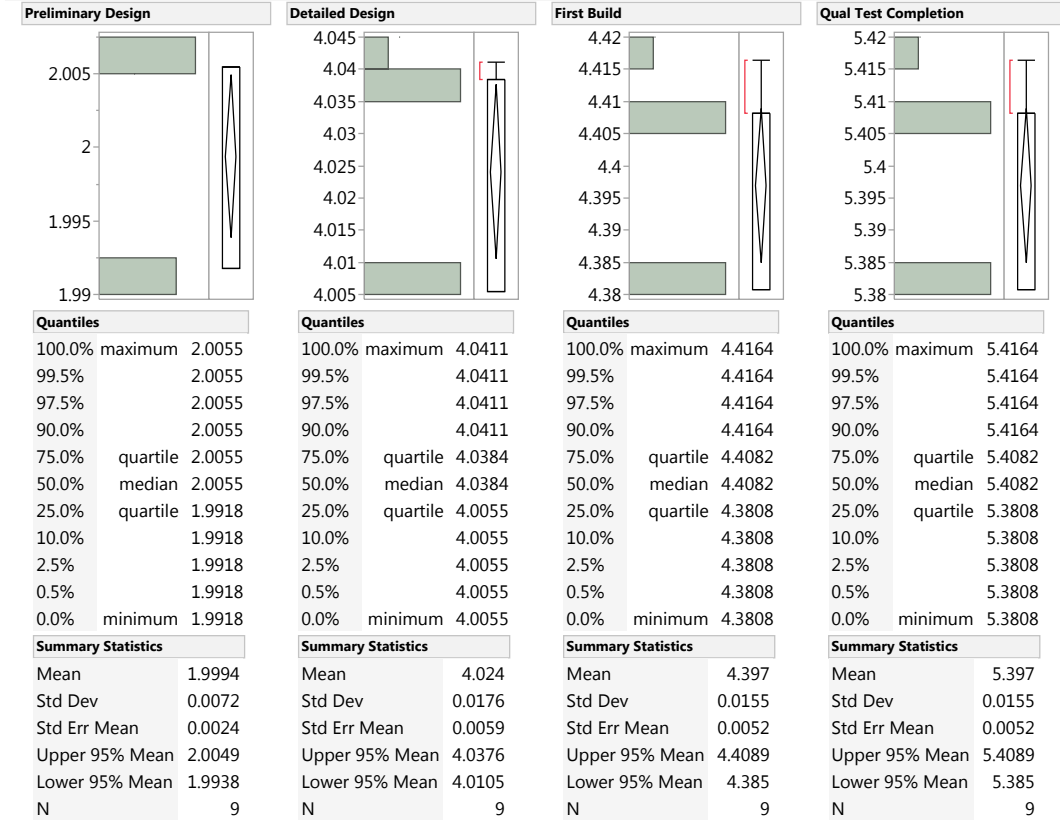 Preliminary Design
2.005
2
1.995
1.99
Quantiles
100.0% maximum 2.0055
99.5% 2.0055
97.5% 2.0055
90.0% 2.0055
75.0% quartile 2.0055
50.0% median 2.0055
25.0% quartile 1.9918
10.0% 1.9918
2.5% 1.9918
0.5% 1.9918
0.0% minimum 1.9918
Summary Statistics
Mean 1.9994
Std Dev 0.0072
Std Err Mean 0.0024
Upper 95% Mean 2.0049
Lower 95% Mean 1.9938
N 9
Detailed Design
4.045
4.04
4.035
4.03
4.025
4.02
4.015
4.01
4.005
Quantiles
100.0% maximum 4.0411
99.5% 4.0411
97.5% 4.0411
90.0% 4.0411
75.0% quartile 4.0384
50.0% median 4.0384
25.0% quartile 4.0055
10.0% 4.0055
2.5% 4.0055
0.5% 4.0055
0.0% minimum 4.0055
Summary Statistics
Mean 4.024
Std Dev 0.0176
Std Err Mean 0.0059
Upper 95% Mean 4.0376
Lower 95% Mean 4.0105
N 9
First Build
4.42
4.415
4.41
4.405
4.4
4.395
4.39
4.385
4.38
Quantiles
100.0% maximum 4.4164
99.5% 4.4164
97.5% 4.4164
90.0% 4.4164
75.0% quartile 4.4082
50.0% median 4.4082
25.0% quartile 4.3808
10.0% 4.3808
2.5% 4.3808
0.5% 4.3808
0.0% minimum 4.3808
Summary Statistics
Mean 4.397
Std Dev 0.0155
Std Err Mean 0.0052
Upper 95% Mean 4.4089
Lower 95% Mean 4.385
N 9
Qual Test Completion
5.42
5.415
5.41
5.405
5.4
5.395
5.39
5.385
5.38
Quantiles
100.0% maximum 5.4164
99.5% 5.4164
97.5% 5.4164
90.0% 5.4164
75.0% quartile 5.4082
50.0% median 5.4082
25.0% quartile 5.3808
10.0% 5.3808
2.5% 5.3808
0.5% 5.3808
0.0% minimum 5.3808
Summary Statistics
Mean 5.397
Std Dev 0.0155
Std Err Mean 0.0052
Upper 95% Mean 5.4089
Lower 95% Mean 5.385
N 9